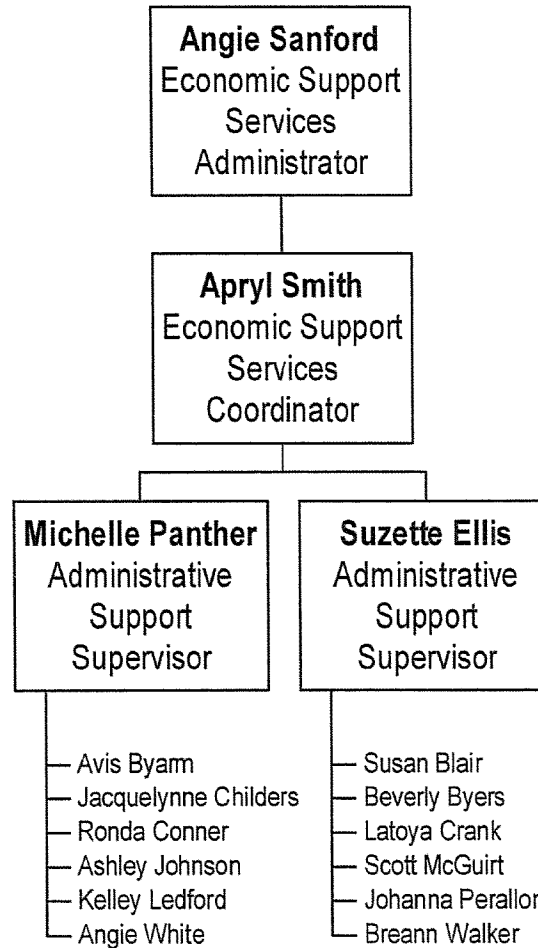 Angie Sanford
Economic Support
Services
Administrator
Apryl Smith
Economic Support
Services
Coordinator
Michelle Panther
Administrative
Support
Supervisor
Avis Byarm
Jacquelynne Childers
Ronda Conner
Ashley Johnson
Kelley Ledford
Angie White
Suzette Ellis
Administrative
Support
Supervisor
Susan Blair
Beverly Byers
Latoya Crank
Scott McGuirt
Johanna
Breann Walker